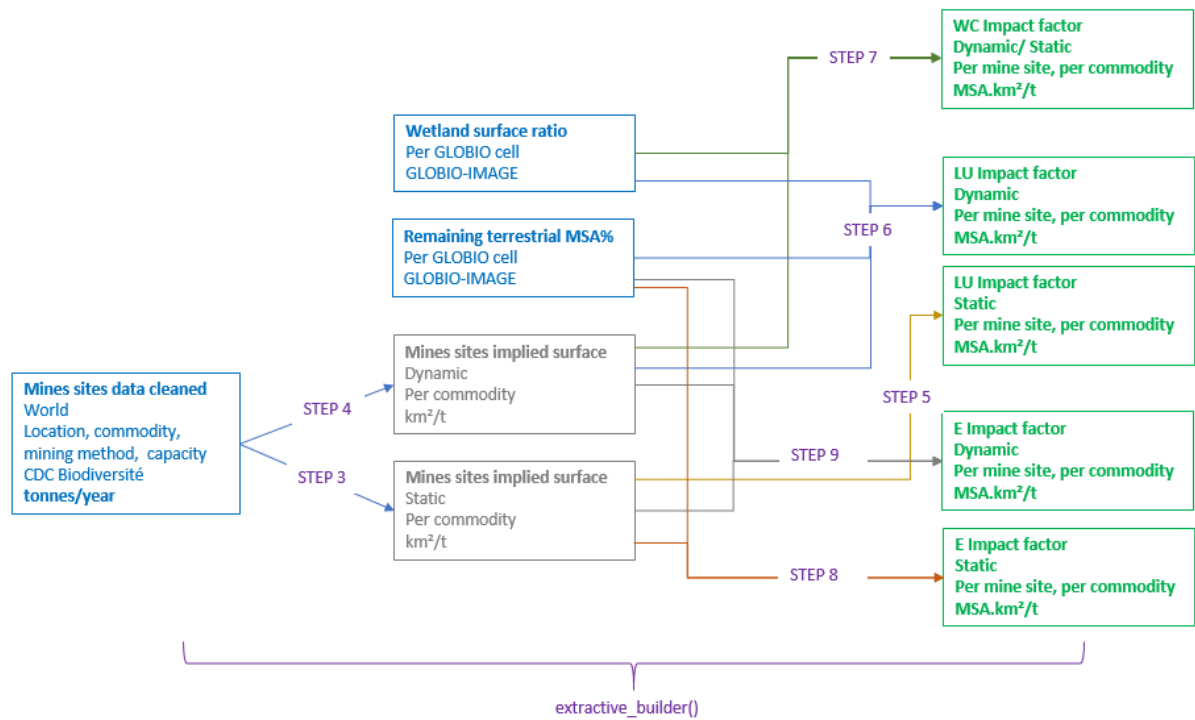 WC Impact factor
Dynamic/ Static
Per mine site, per commodity
MSA.km²/t
STEP 7
Wetland surface ratio
Per GLOBIO cell
GLOBIO-IMAGE
LU Impact factor
Dynamic
Per mine site, per commodity
MSA.km²/t
STEP 6
Remaining terrestrial MSA%
Per GLOBIO cell
GLOBIO-IMAGE
LU Impact factor
Static
Per mine site, per commodity
MSA.km²/t
Mines sites implied surface
Dynamic
Per commodity
km²/t
Mines sites data cleaned
World
Location, commodity,
mining method, capacity
CDC Biodiversité
tonnes/year
STEP 4
STEP 3
STEP 5
E Impact factor
Dynamic
Per mine site, per commodity
MSA.km²/t
STEP 9
Mines sites implied surface
Static
Per commodity
km²/t
E Impact factor
Static
Per mine site, per commodity
MSA.km²/t
STEP 8
extractive_builder()